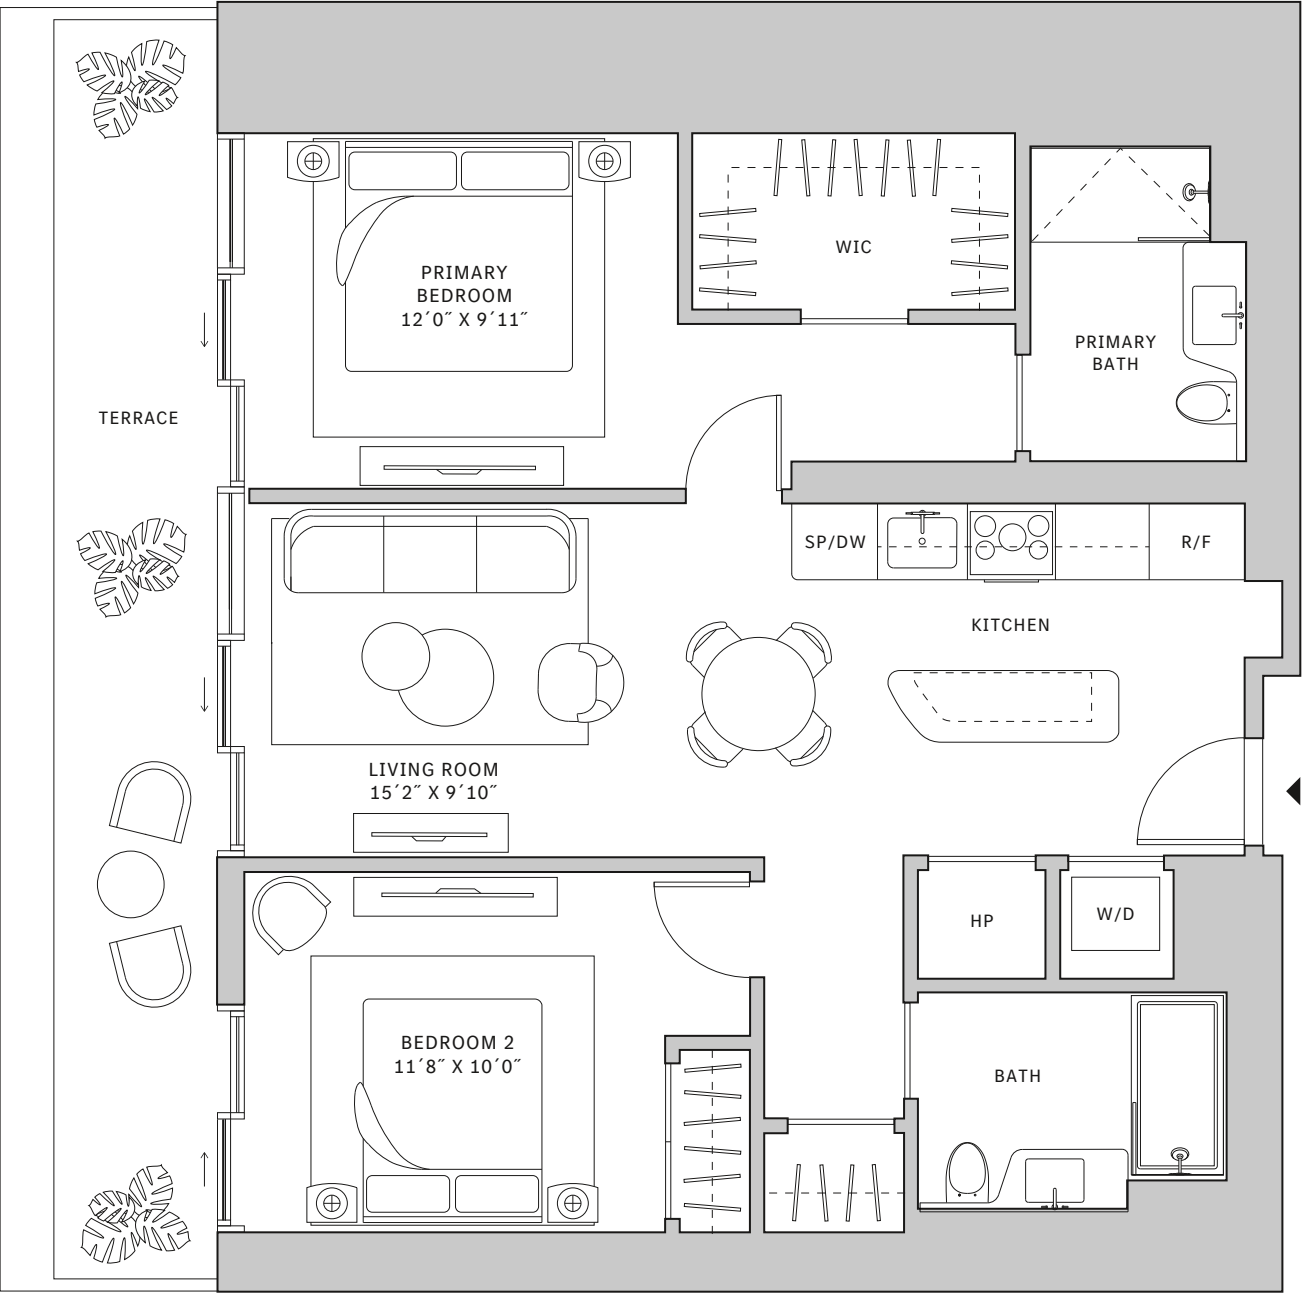 WIC
PRIMARY
BEDROOM
12´0˝ X 9´11˝
PRIMARY
BATH
TERRACE
SP/DW
R/F
KITCHEN
LIVING ROOM
15´2˝ X 9´10˝
HP
W/D
BEDROOM 2
11´8˝ X 10´0˝
BATH